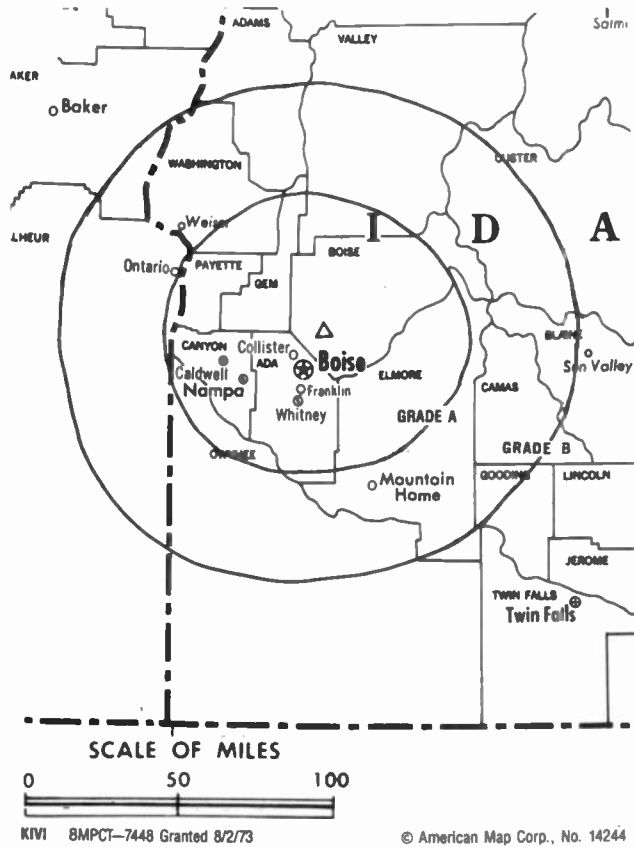 ADAMS
Salmi
VALLEY
AKER
Baker
CUSTER
WASHINGTON
Weiser
I D A
LHEUR
BOISE
Ontario
PAYETTE
GEM
BLAINE
Collister
CANYON
ADA
Boise
Sun Valley
Caldwell
ELMORE
CAMAS
Nampa
Franklin
Whitney
GRADE A
OWYHEE
GRADE B
Mountain
Home
GOODING
LINCOLN
JEROME
TWIN FALLS
Twin Falls
SCALE OF MILES
0 50 100
KIVI BMPCT–7448 Granted 8/2/73 © American Map Corp., No. 14244